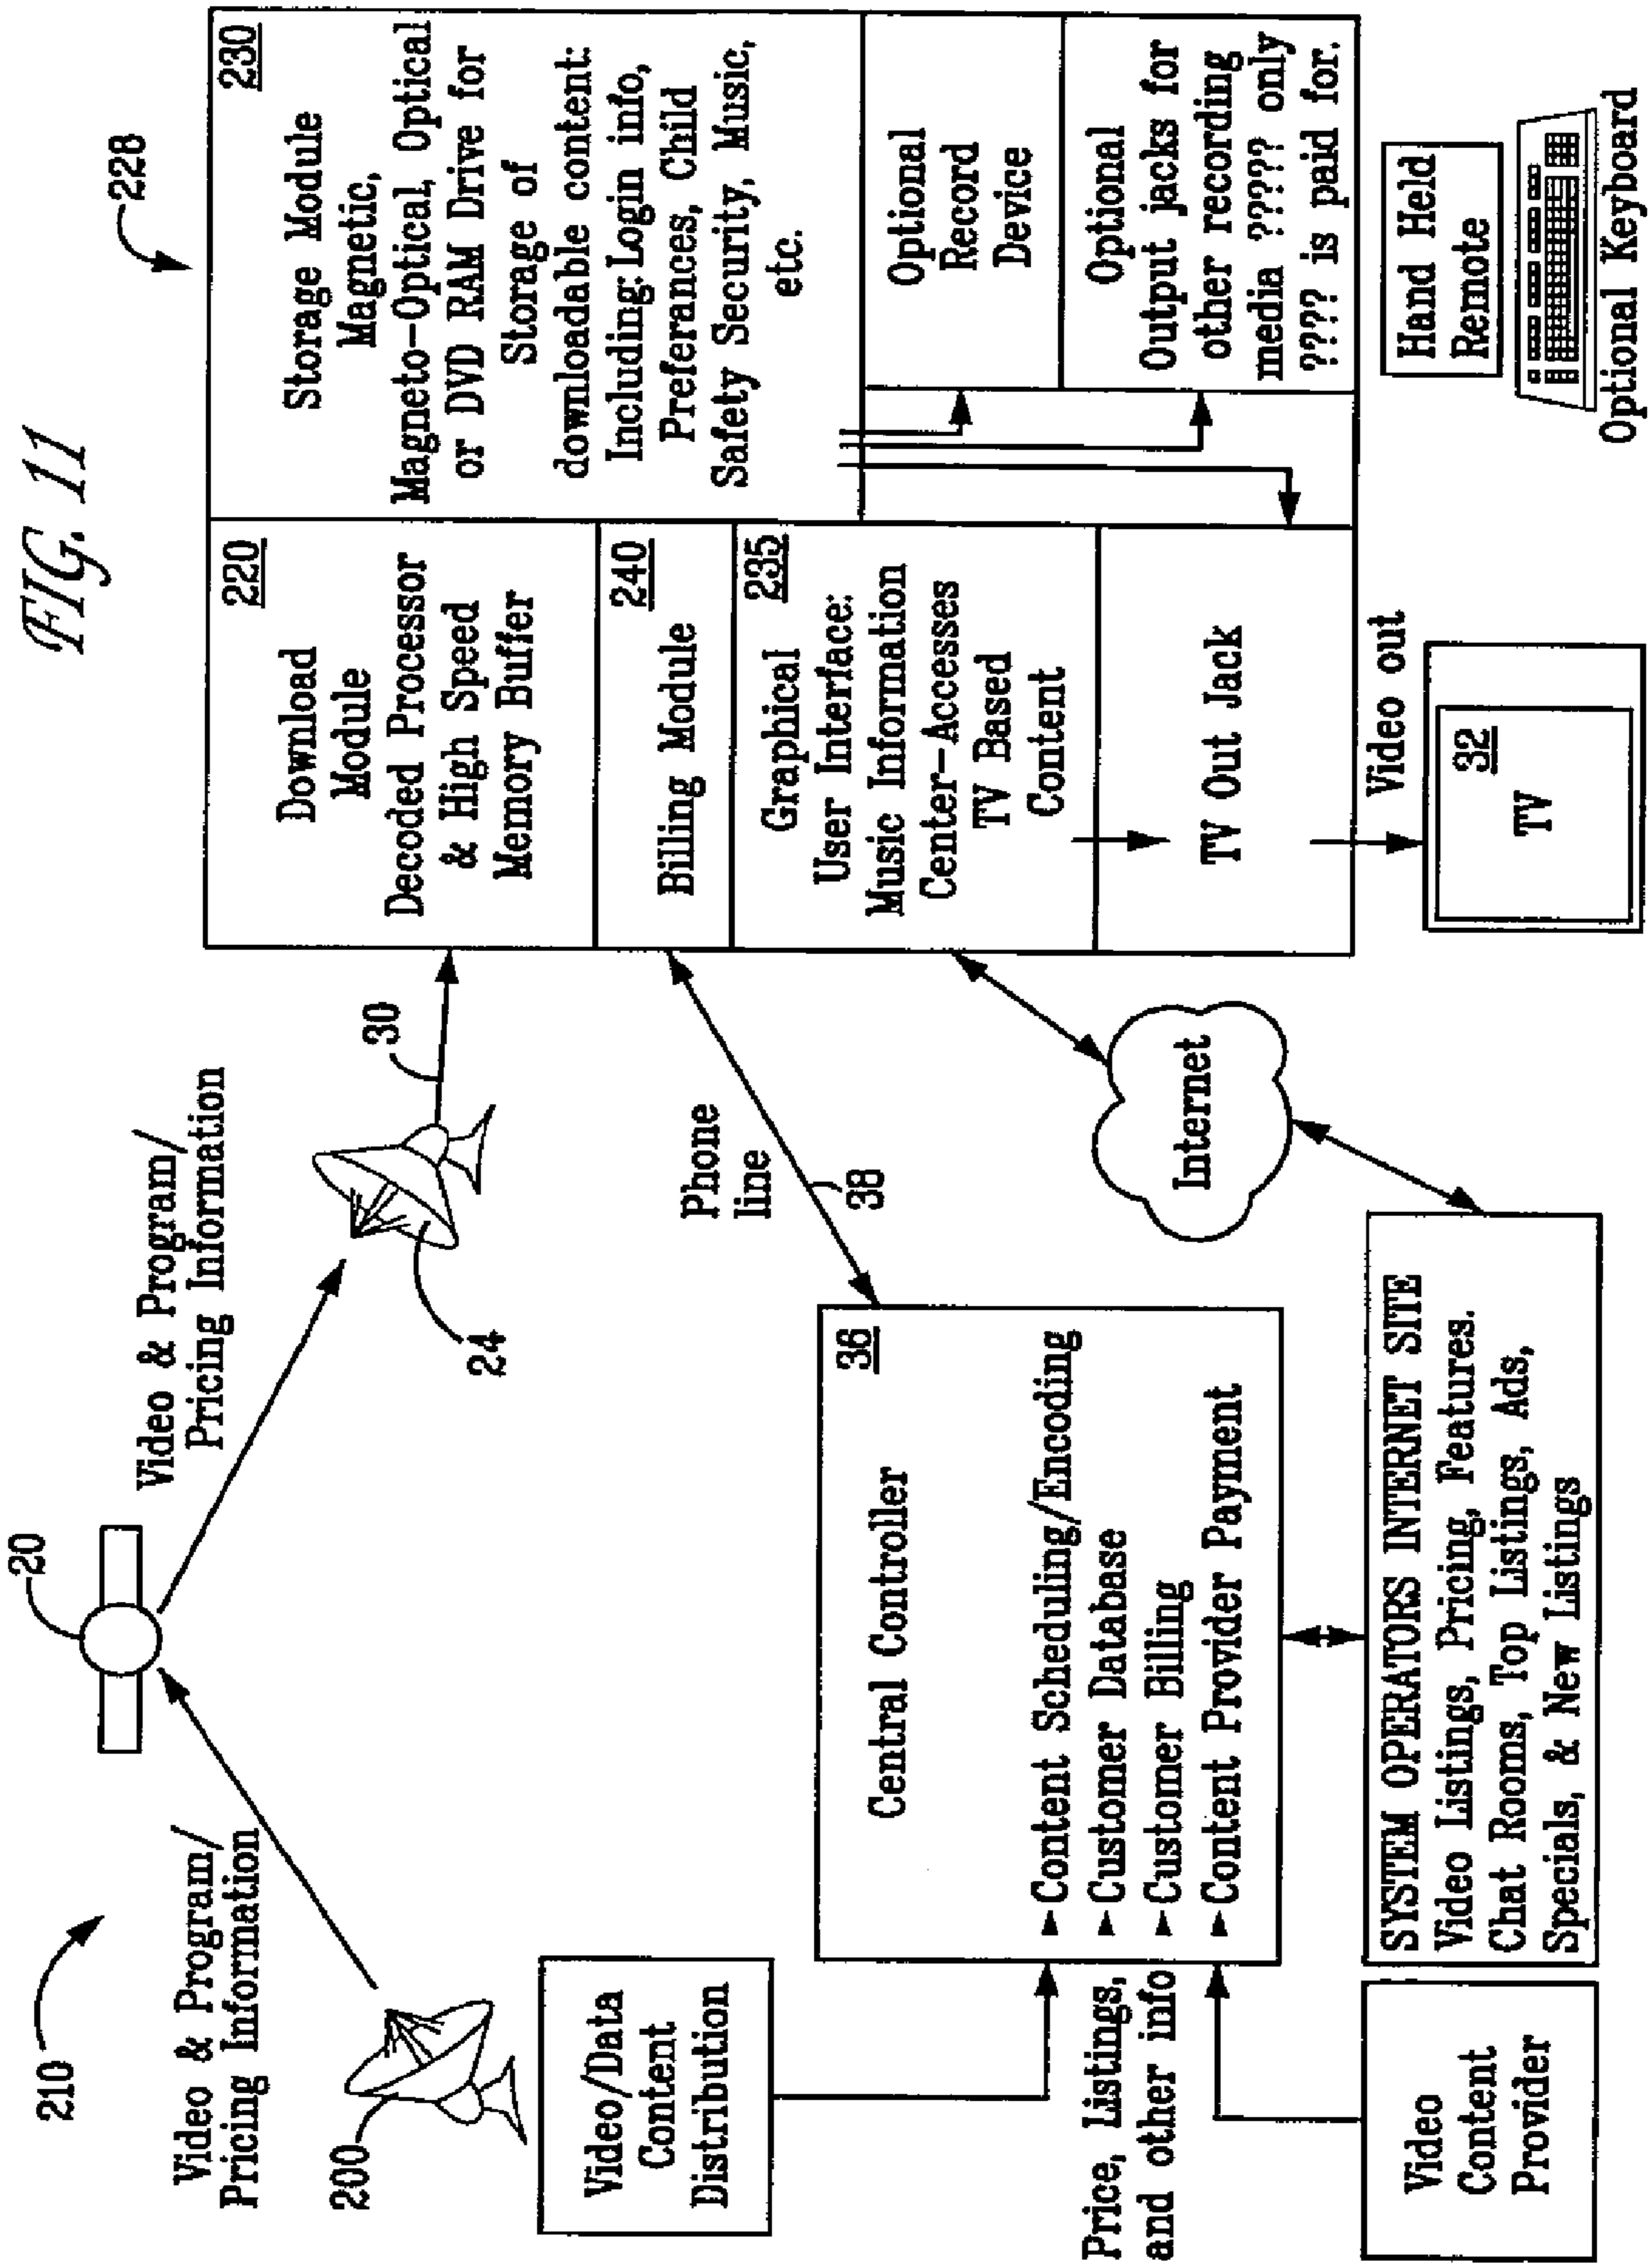 FIG. 11
210
Video & Program/
Pricing Information
200
20
Video & Program/
Pricing Information
24
30
228
Video/Data
Content
Distribution
Phone
line
38
36
Central Controller
►Content Scheduling/Encoding
►Customer Database
►Customer Billing
►Content Provider Payment
Price, Listings,
and other info
Video
Content
Provider
SYSTEM OPERATORS INTERNET SITE
Video Listings, Pricing, Features.
Chat Rooms, Top Listings, Ads,
Specials, & New Listings
Internet
220
Download
Module
Decoded Processor
& High Speed
Memory Buffer
240
Billing Module
235
Graphical
User Interface:
Music Information
Center-Accesses
TV Based
Content
TV Out Jack
Video out
32
TV
230
Storage Module
Magnetic,
Magneto-Optical, Optical
or DVD RAM Drive for
Storage of
downloadable content:
Including:Login info,
Preferances, Child
Safety Security, Music,
etc.
Optional
Record
Device
Optional
Output jacks for
other recording
media ????? only
???? is paid for.
Hand Held
Remote
Optional Keyboard